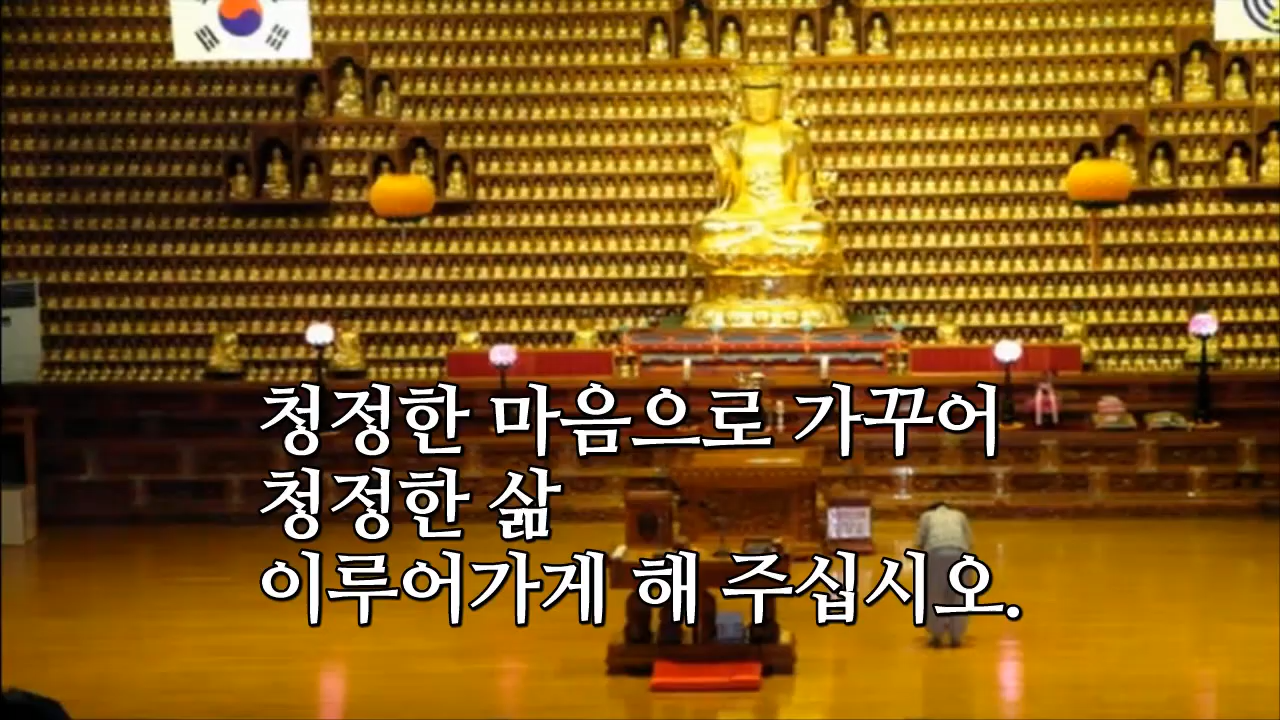 청정한 마음으로 가꾸어
청정한 삶
이루어가게 해 주십시오.